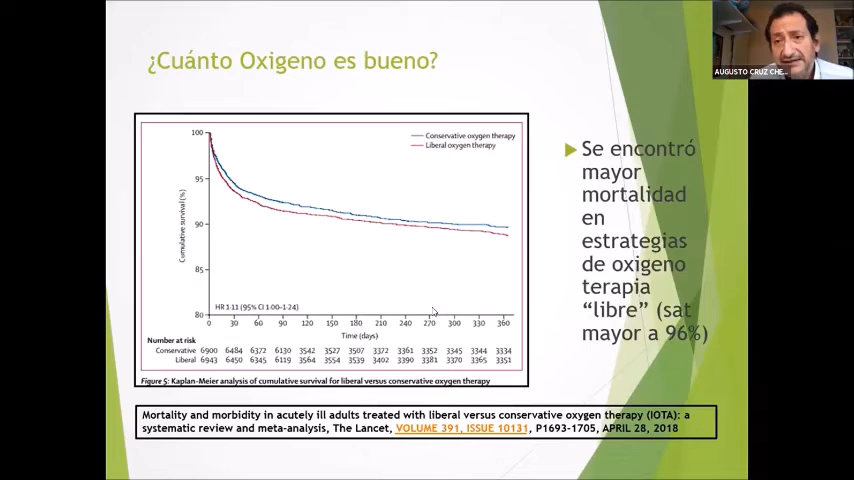 ¿Cuánto Oxigeno es bueno?
AUGUSTO CRUZ CHE...
Conservative oxygen therapy
Liberal oxygen therapy
100
95
90
85
80
Cumulative survival (%)
HR 1·11 (95% CI 1·00–1·24)
0 30 60 90 120 150 180 210 240 270 300 330 360
Time (days)
Number at risk
Conservative 6900 6484 6372 6130 3542 3527 3507 3372 3361 3352 3345 3344 3334
Liberal 6943 6450 6345 6119 3564 3554 3539 3402 3390 3381 3370 3365 3351
Figure 5: Kaplan-Meier analysis of cumulative survival for liberal versus conservative oxygen therapy
Se encontró
mayor
mortalidad
en
estrategias
de oxigeno
terapia
“libre” (sat
mayor a 96%)
Mortality and morbidity in acutely ill adults treated with liberal versus conservative oxygen therapy (IOTA): a
systematic review and meta-analysis, The Lancet, VOLUME 391, ISSUE 10131, P1693-1705, APRIL 28, 2018